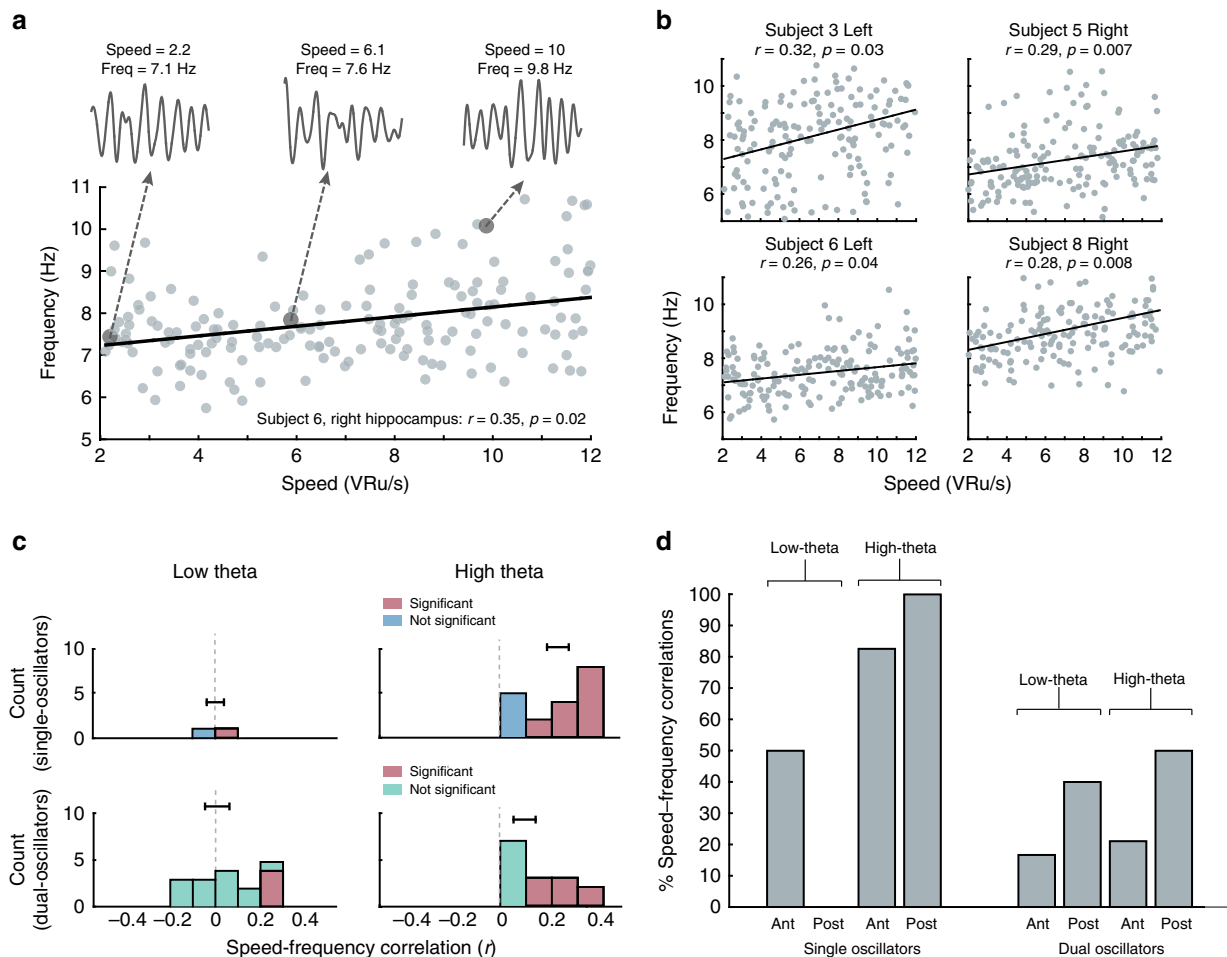 a
Speed = 2.2
Freq = 7.1 Hz
Speed = 6.1
Freq = 7.6 Hz
Speed = 10
Freq = 9.8 Hz
Frequency (Hz)
11
10
11
9
8
7
6
5
Subject 6, right hippocampus: r = 0.35, p = 0.02
2 4 6 8 10 12
Speed (VRu/s)
b
Subject 3 Left
r = 0.32, p = 0.03
Subject 5 Right
r = 0.29, p = 0.007
10
8
6
Subject 6 Left
r = 0.26, p = 0.04
Subject 8 Right
r = 0.28, p = 0.008
Frequency (Hz)
10
8
6
2 4 6 8 10 12
2 4 6 8 10 12
Speed (VRu/s)
c
Low theta
High theta
Significant
Not significant
Count
(single-oscillators)
10
5
0
Significant
Not significant
Count
(dual-oscillators)
10
5
0
−0.4 −0.2 0 0.2 0.4
−0.4 −0.2 0 0.2 0.4
Speed-frequency correlation (r)
d
Low-theta
High-theta
Low-theta
High-theta
% Speed–frequency correlations
100
90
80
70
60
50
40
30
20
10
0
Ant Post Ant Post
Ant Post Ant Post
Single oscillators
Dual oscillators